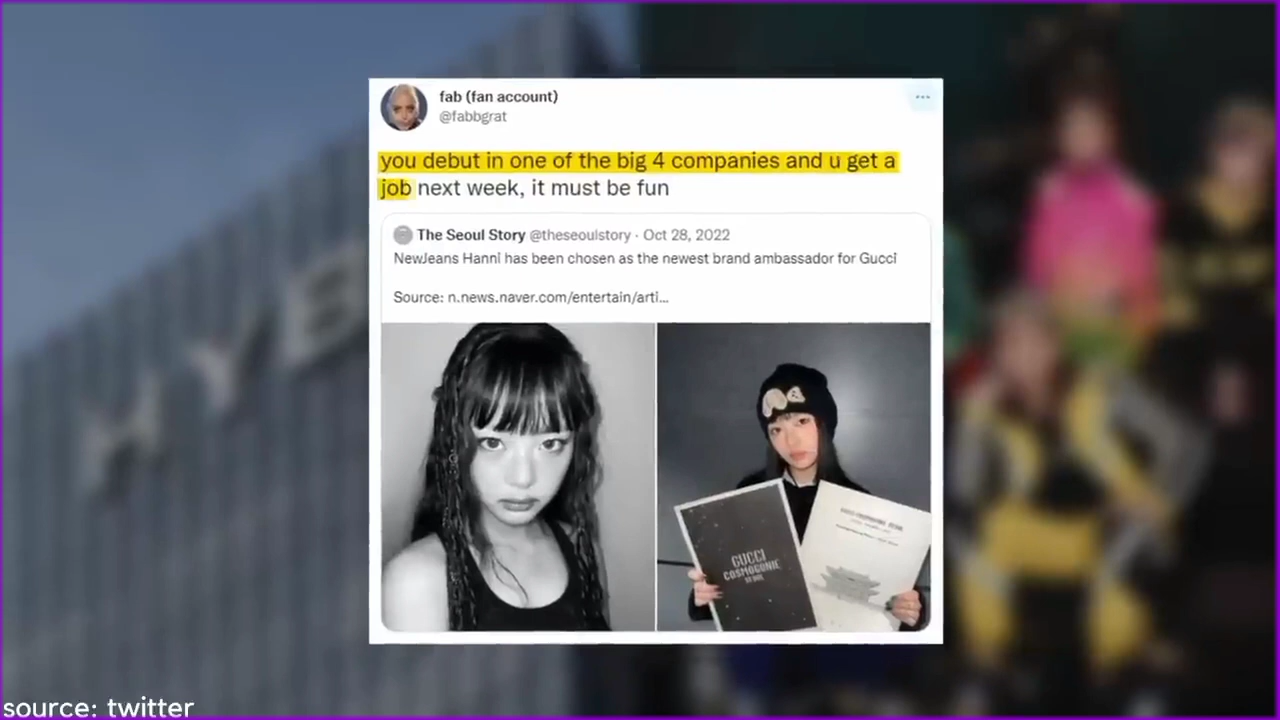 fab (fan account)
@fabbgrat
you debut in one of the big 4 companies and u get a
job next week, it must be fun
The Seoul Story @theseoulstory · Oct 28, 2022
NewJeans Hanni has been chosen as the newest brand ambassador for Gucci
Source: n.news.naver.com/entertain/arti...
GUCCI
COSMOGONIE
HYB
source: twitter